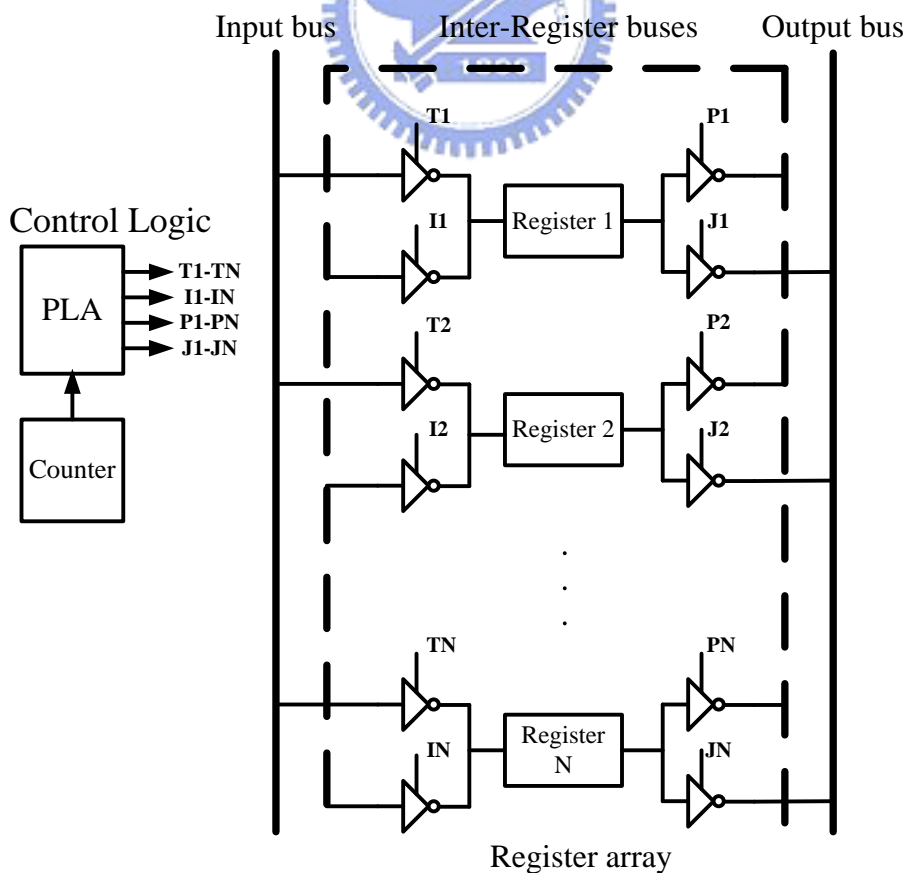 Input bus
Inter-Register buses
Output bus
1896
T1
P1
I1
Register 1
J1
Control Logic
PLA
T1-TN
I1-IN
P1-PN
J1-JN
Counter
T2
P2
I2
Register 2
J2
TN
PN
IN
Register
N
JN
Register array